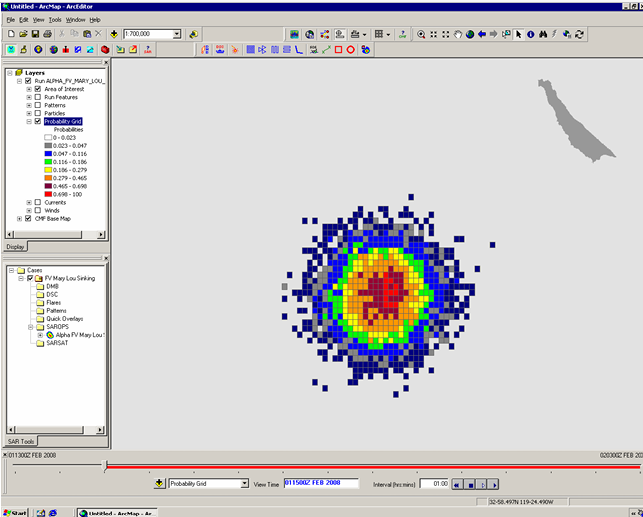 Untitled - ArcMap - ArcEditor
File Edit View Tools Window Help
1:700,000
Layers
Run ALPHA_FV_MARY_LOU_
Area of Interest
Run Features
Patterns
Particles
Probability Grid
Probabilities
0 - 0.023
0.023 - 0.047
0.047 - 0.116
0.116 - 0.186
0.186 - 0.279
0.279 - 0.465
0.465 - 0.698
0.698 - 100
Currents
Winds
CMF Base Map
Display
Cases
FV Mary Lou Sinking
DMB
DSC
Flares
Patterns
Quick Overlays
SAROPS
Alpha FV Mary Lou S
SARSAT
SAR Tools
011300Z FEB 2008 020300Z FEB 2008
Probability Grid View Time 011500Z FEB 2008 Interval (hrc:mins) 01:00
32-58.497N 119-24.490W
Start Untitled - ArcMap - Arc...